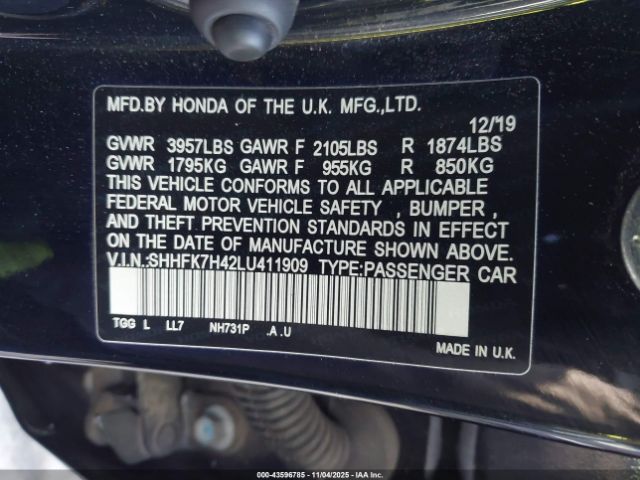 MFD.BY HONDA OF THE U.K. MFG.,LTD.
12/'19
GVWR 3957LBS GAWR F 2105LBS R 1874LBS
GVWR 1795KG GAWR F 955KG R 850KG
THIS VEHICLE CONFORMS TO ALL APPLICABLE
FEDERAL MOTOR VEHICLE SAFETY , BUMPER ,
AND THEFT PREVENTION STANDARDS IN EFFECT ON
THE DATE OF MANUFACTURE SHOWN ABOVE.
V.I.N.:SHHFK7H42LU411909 TYPE:PASSENGER CAR
TGG L LL7 NH731P .A .U
MADE IN U.K.
000-43596785 - 11/04/2025 - IAA Inc.